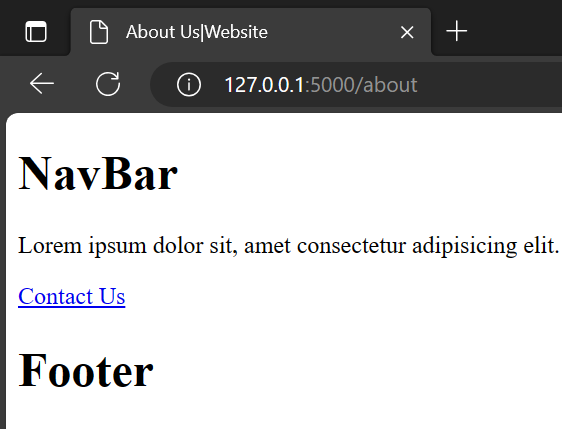 About Us|Website
127.0.0.1:5000/about
NavBar
Lorem ipsum dolor sit, amet consectetur adipisicing elit.
Contact Us
Footer